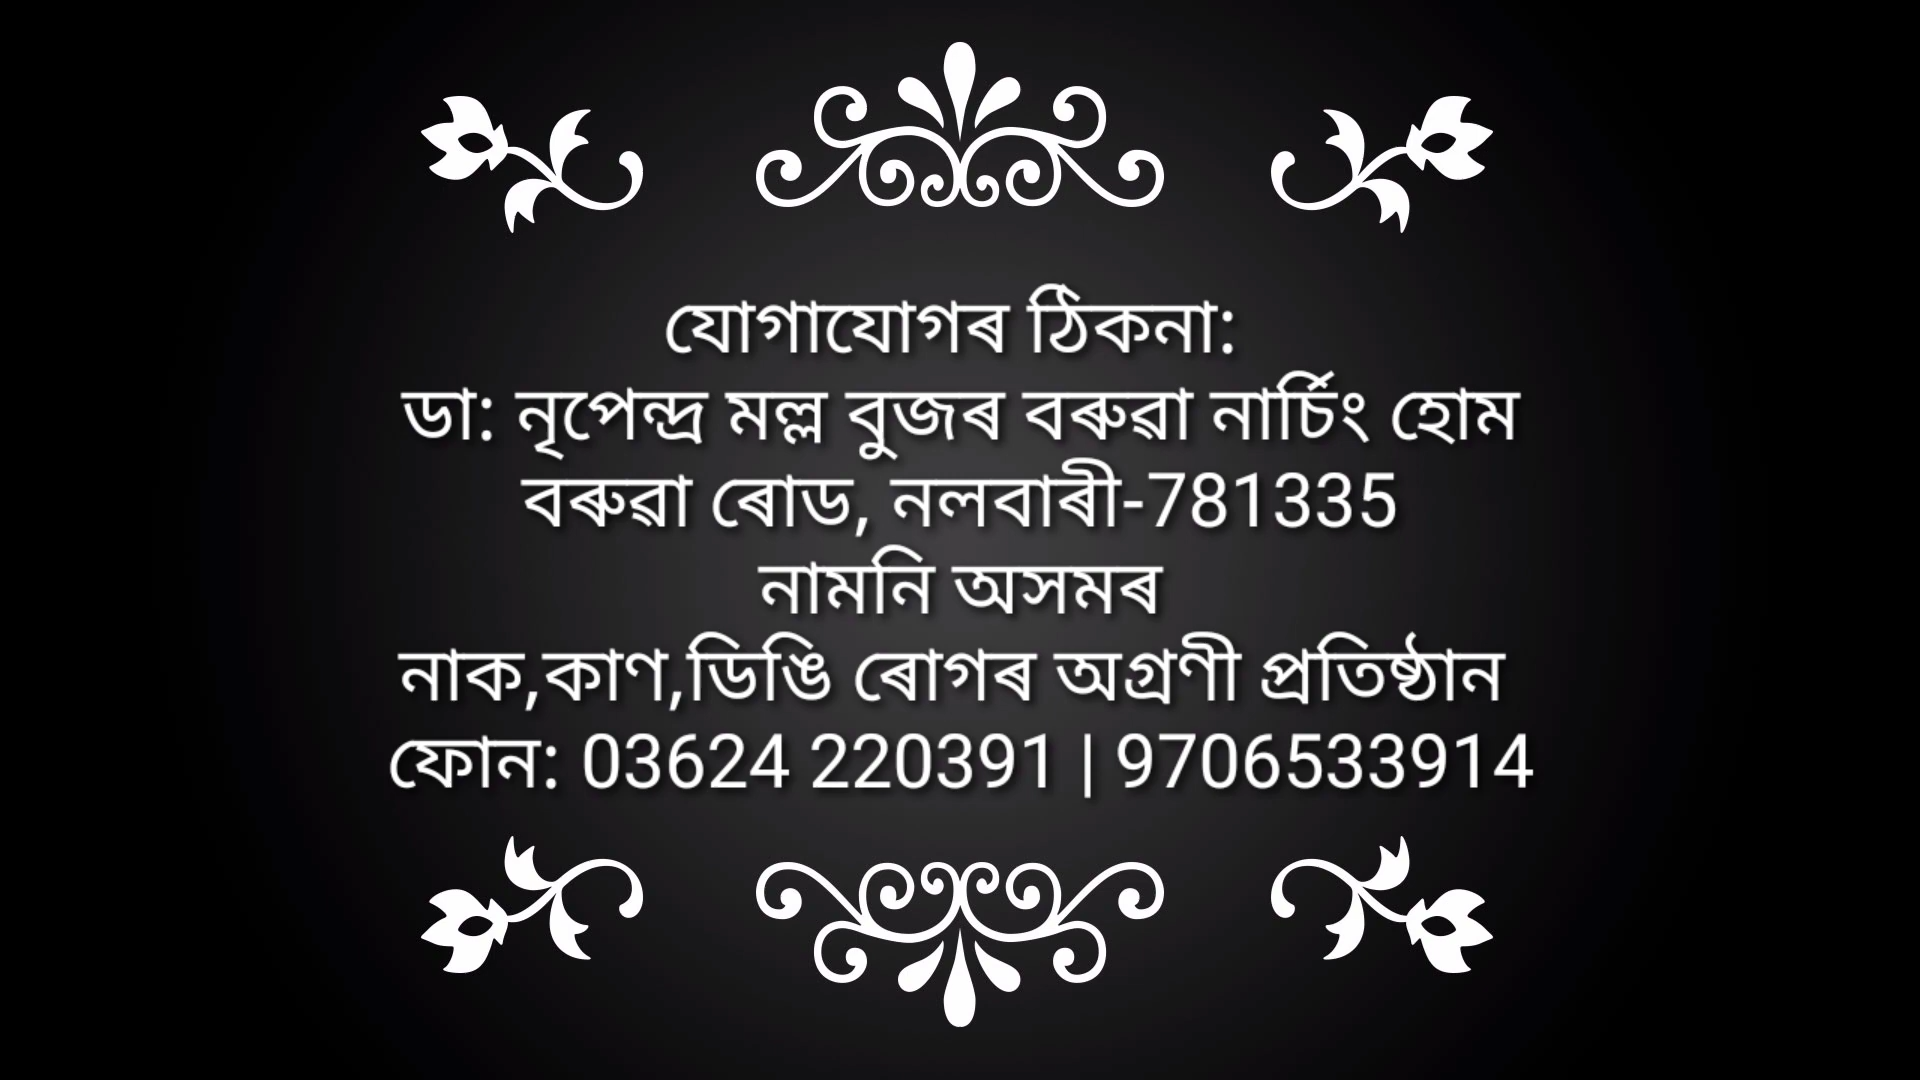 যোগাযোগৰ ঠিকনা:
ডা: নৃপেন্দ্ৰ মল্ল বুজৰ বৰুৱা নাৰ্চিং হোম
বৰুৱা ৰোড, নলবাৰী-781335
নামনি অসমৰ
নাক,কাণ,ডিঙি ৰোগৰ অগ্ৰণী প্ৰতিষ্ঠান
ফোন: 03624 220391 | 9706533914